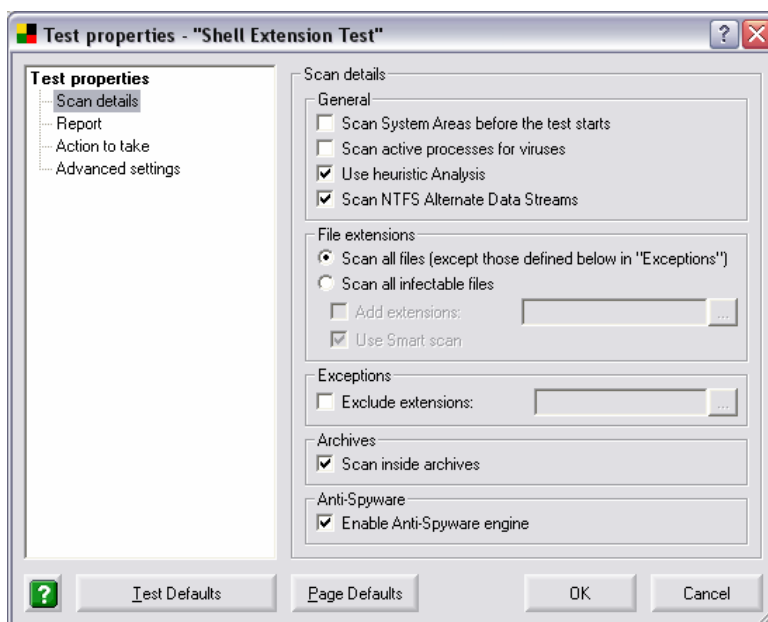 Test properties - "Shell Extension Test"
?
Test properties
Scan details
Report
Action to take
Advanced settings
Scan details
General
Scan System Areas before the test starts
Scan active processes for viruses
Use heuristic Analysis
Scan NTFS Alternate Data Streams
File extensions
Scan all files (except those defined below in "Exceptions")
Scan all infectable files
Add extensions:
...
Use Smart scan
Exceptions
Exclude extensions:
...
Archives
Scan inside archives
Anti-Spyware
Enable Anti-Spyware engine
?
Test Defaults
Page Defaults
OK
Cancel